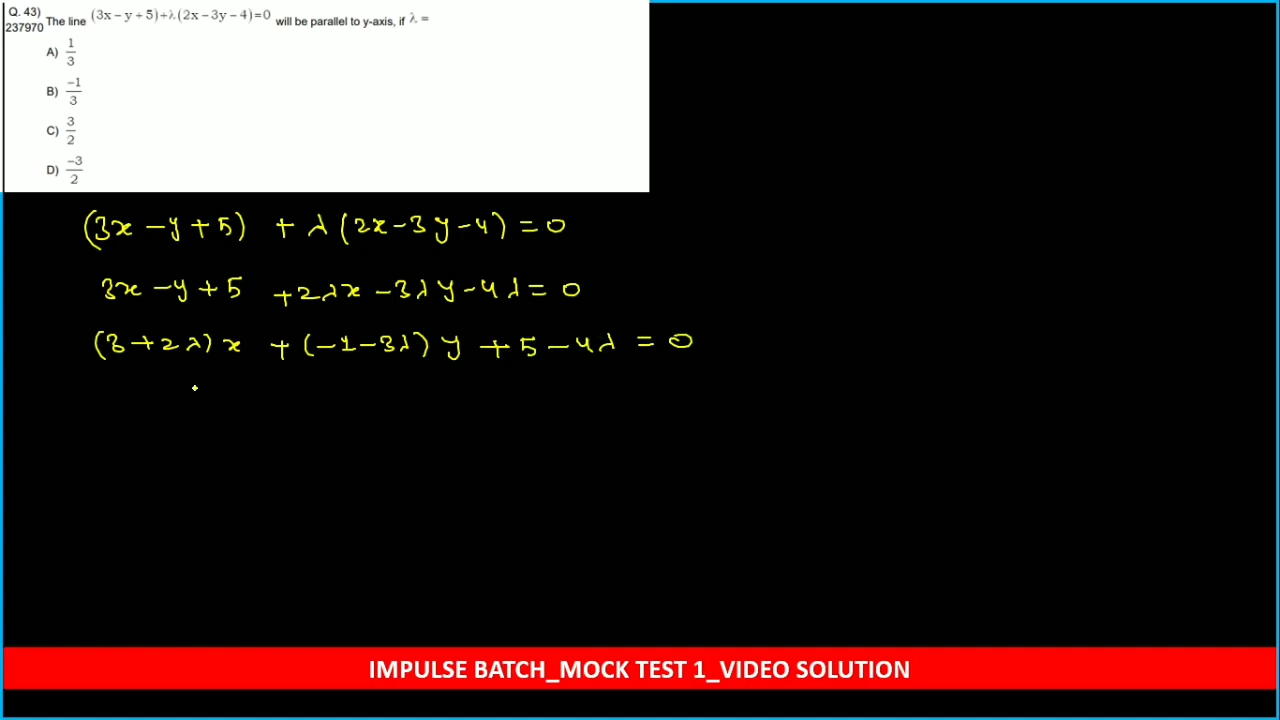 Q. 43)
237970 The line (3x − y + 5)+λ(2x − 3y − 4)=0 will be parallel to y-axis, if λ =
A) 1/3
B) −1/3
C) 3/2
D) −3/2
(3x − y + 5) + λ (2x − 3y − 4) = 0
3x − y + 5 + 2λx − 3λy − 4λ = 0
(3 + 2λ) x + (−1 − 3λ) y + 5 − 4λ = 0
IMPULSE BATCH_MOCK TEST 1_VIDEO SOLUTION